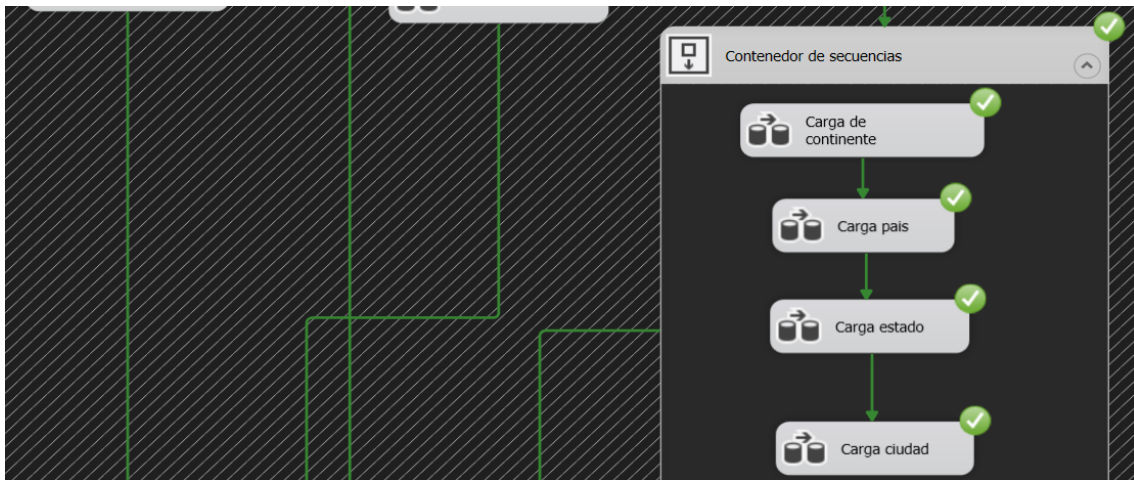 Contenedor de secuencias
Carga de
continente
Carga pais
Carga estado
Carga ciudad